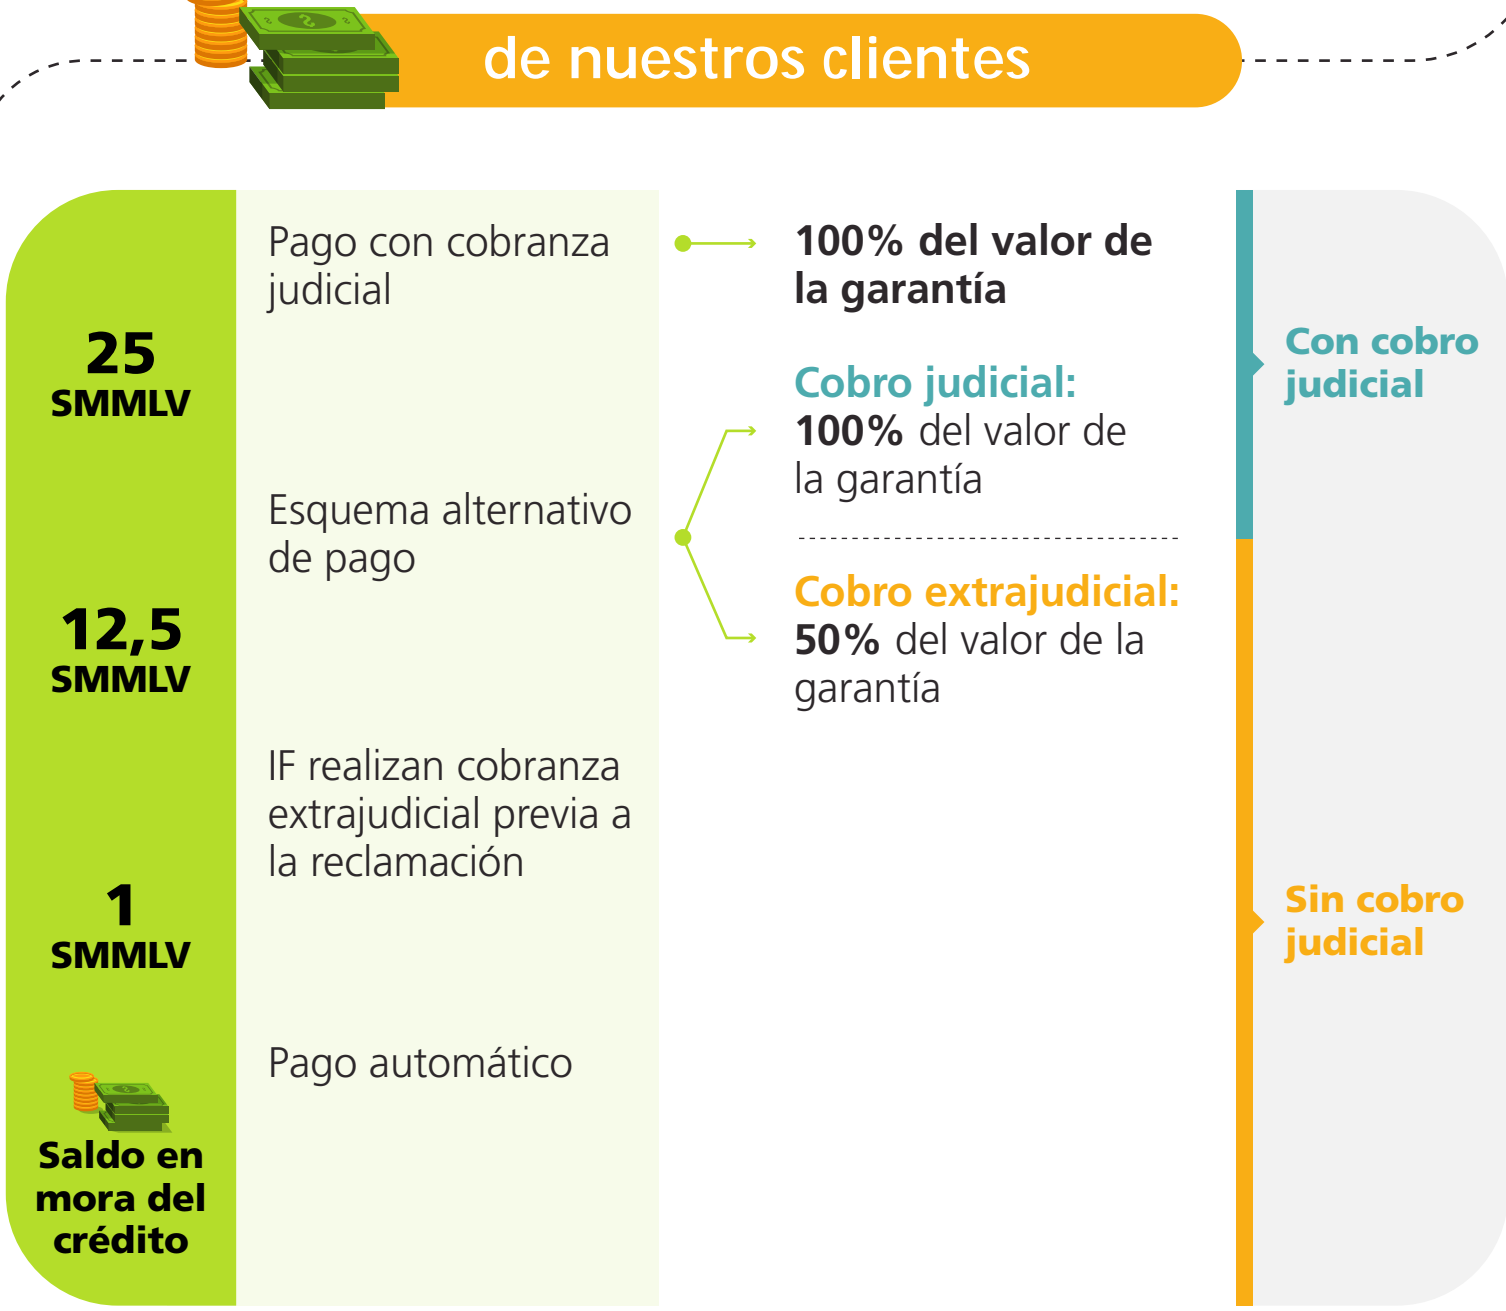 de nuestros clientes
25
SMMLV
12,5
SMMLV
1
SMMLV
Saldo en
mora del
crédito
Pago con cobranza
judicial
Esquema alternativo
de pago
IF realizan cobranza
extrajudicial previa a
la reclamación
Pago automático
100% del valor de
la garantía
Cobro judicial:
100% del valor de
la garantía
Cobro extrajudicial:
50% del valor de la
garantía
Con cobro
judicial
Sin cobro
judicial